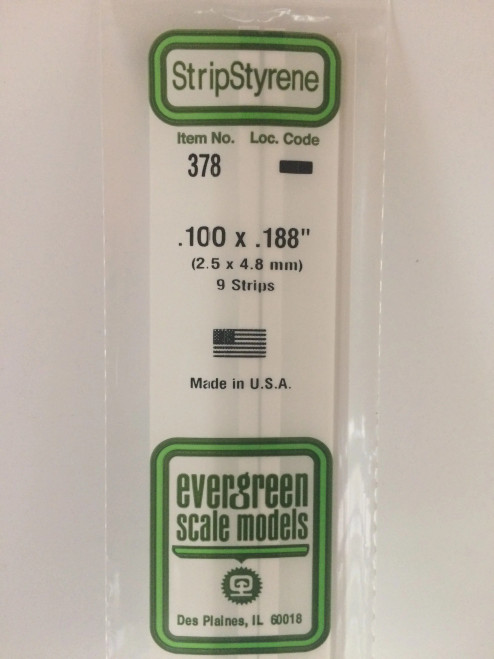 StripStyrene
Item No. Loc. Code
378
.100 x .188"
(2.5 x 4.8 mm)
9 Strips
Made in U.S.A.
evergreen
scale models
Des Plaines, IL 60018